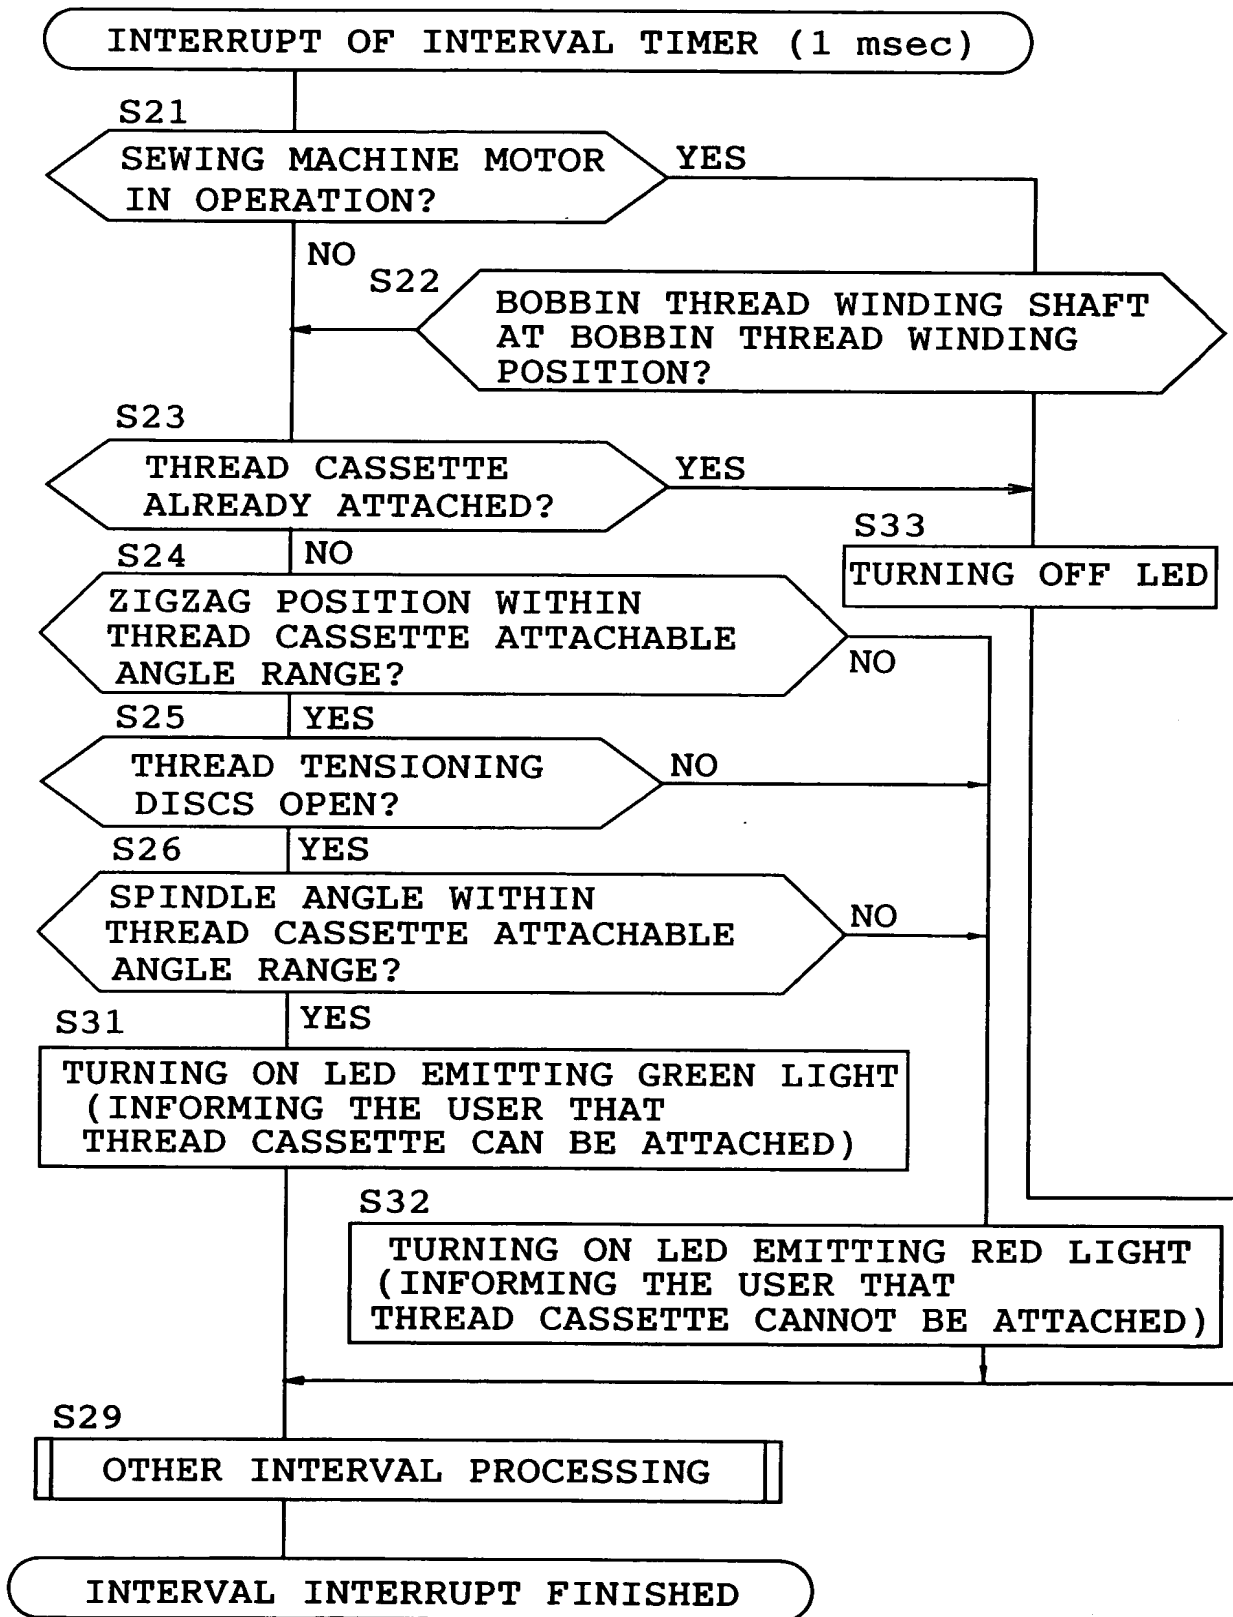 INTERRUPT OF INTERVAL TIMER (1 msec)
S21
SEWING MACHINE MOTOR
IN OPERATION?
YES
NO
S22
BOBBIN THREAD WINDING SHAFT
AT BOBBIN THREAD WINDING
POSITION?
S23
THREAD CASSETTE
ALREADY ATTACHED?
YES
NO
S33
TURNING OFF LED
S24
ZIGZAG POSITION WITHIN
THREAD CASSETTE ATTACHABLE
ANGLE RANGE?
NO
YES
S25
THREAD TENSIONING
DISCS OPEN?
NO
YES
S26
SPINDLE ANGLE WITHIN
THREAD CASSETTE ATTACHABLE
ANGLE RANGE?
NO
YES
S31
TURNING ON LED EMITTING GREEN LIGHT
(INFORMING THE USER THAT
THREAD CASSETTE CAN BE ATTACHED)
S32
TURNING ON LED EMITTING RED LIGHT
(INFORMING THE USER THAT
THREAD CASSETTE CANNOT BE ATTACHED)
S29
OTHER INTERVAL PROCESSING
INTERVAL INTERRUPT FINISHED